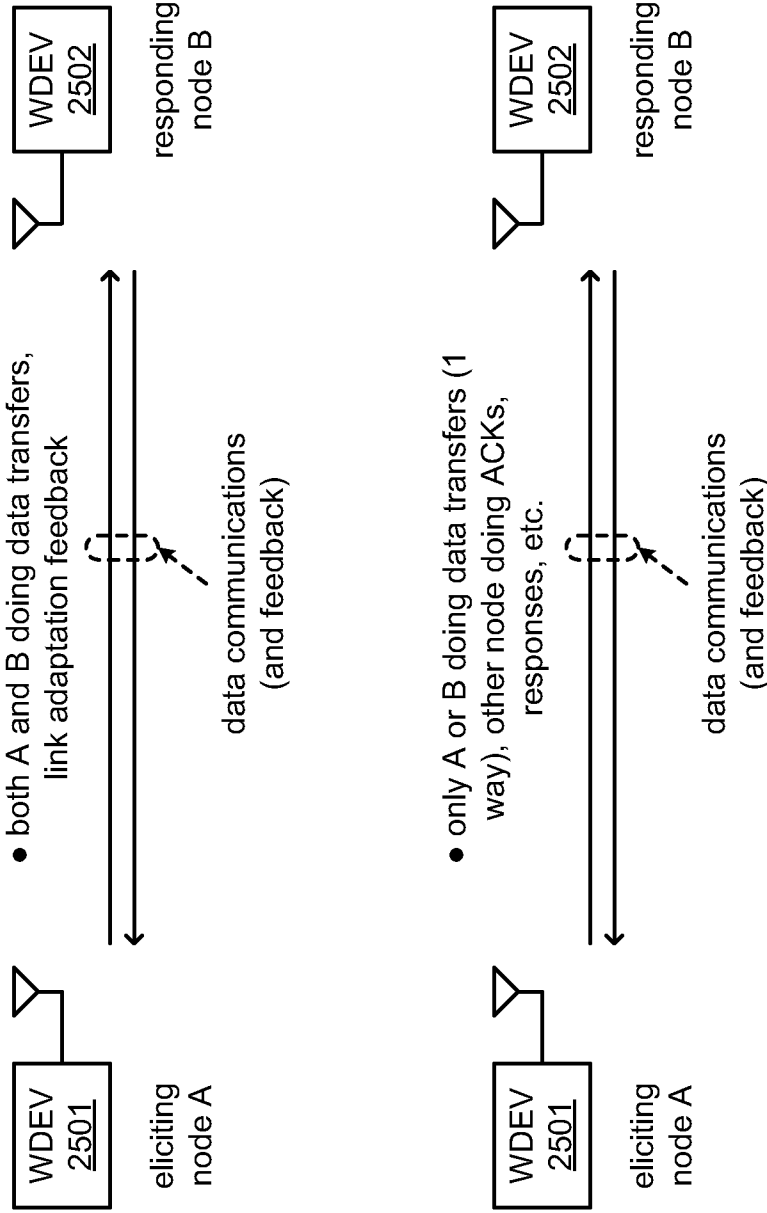 WDEV
2501
eliciting
node A
● both A and B doing data transfers,
link adaptation feedback
data communications
(and feedback)
WDEV
2502
responding
node B
WDEV
2501
eliciting
node A
● only A or B doing data transfers (1
way), other node doing ACKs,
responses, etc.
data communications
(and feedback)
WDEV
2502
responding
node B